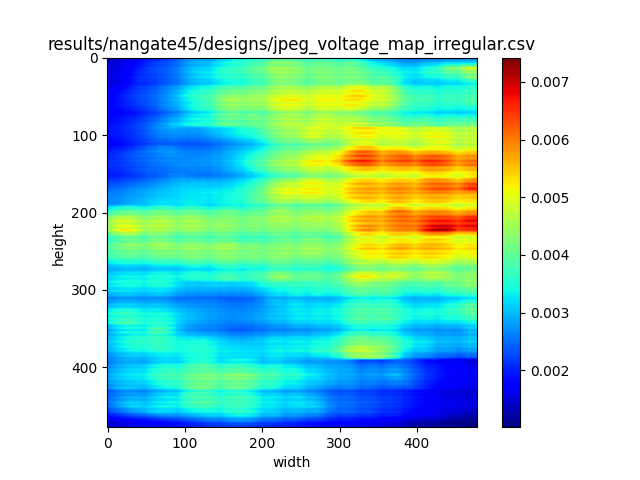 results/nangate45/designs/jpeg_voltage_map_irregular.csv
0
100
200
300
400
height
0 100 200 300 400
width
0.007
0.006
0.005
0.004
0.003
0.002